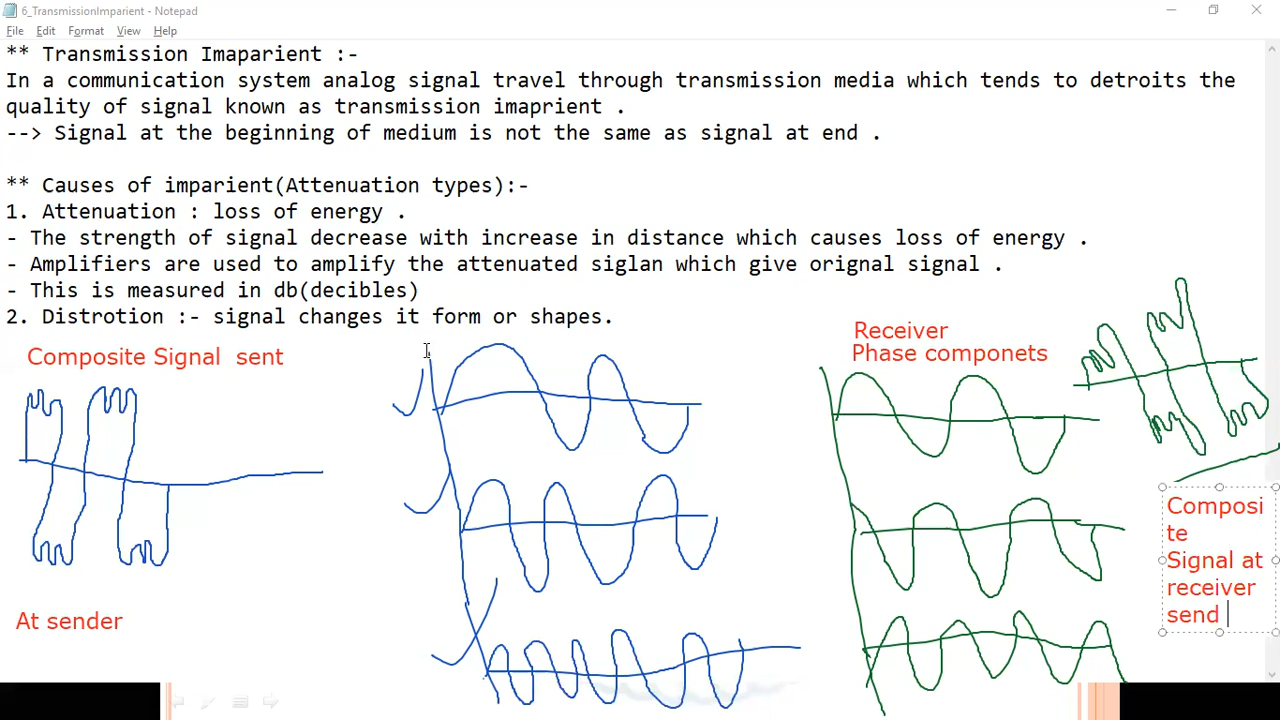 6_TransmissionImparient - Notepad
File Edit Format View Help
** Transmission Imaparient :-
In a communication system analog signal travel through transmission media which tends to detroits the
quality of signal known as transmission imaprient .
--> Signal at the beginning of medium is not the same as signal at end .
** Causes of imparient(Attenuation types):-
1. Attenuation : loss of energy .
- The strength of signal decrease with increase in distance which causes loss of energy .
- Amplifiers are used to amplify the attenuated siglan which give orignal signal .
- This is measured in db(decibles)
2. Distrotion :- signal changes it form or shapes.
Composite Signal sent
At sender
Receiver
Phase componets
Composi
te
Signal at
receiver
send